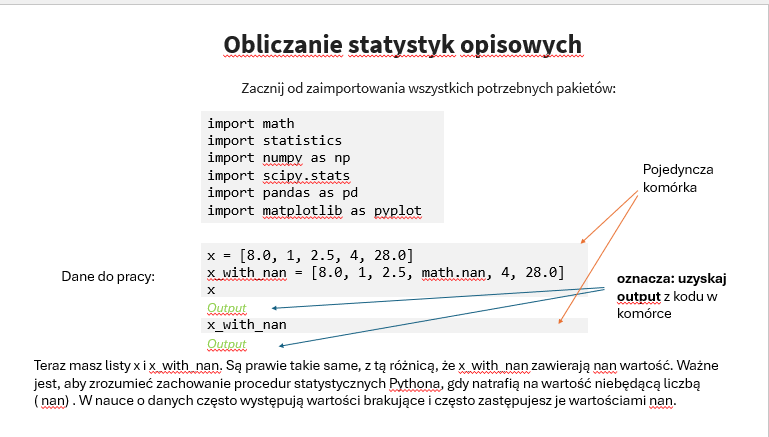 Obliczanie statystyk opisowych
Zacznij od zaimportowania wszystkich potrzebnych pakietów:
import math
import statistics
import numpy as np
import scipy.stats
import pandas as pd
import matplotlib as pyplot
Pojedyncza
komórka
Dane do pracy:
x = [8.0, 1, 2.5, 4, 28.0]
x_with_nan = [8.0, 1, 2.5, math.nan, 4, 28.0]
x
Output
x_with_nan
Output
oznacza: uzyskaj
output z kodu w
komórce
Teraz masz listy x i x_with_nan. Są prawie takie same, z tą różnicą, że x_with_nan zawierają nan wartość. Ważne
jest, aby zrozumieć zachowanie procedur statystycznych Pythona, gdy natrafią na wartość niebędącą liczbą
( nan) . W nauce o danych często występują wartości brakujące i często zastępujesz je wartościami nan.